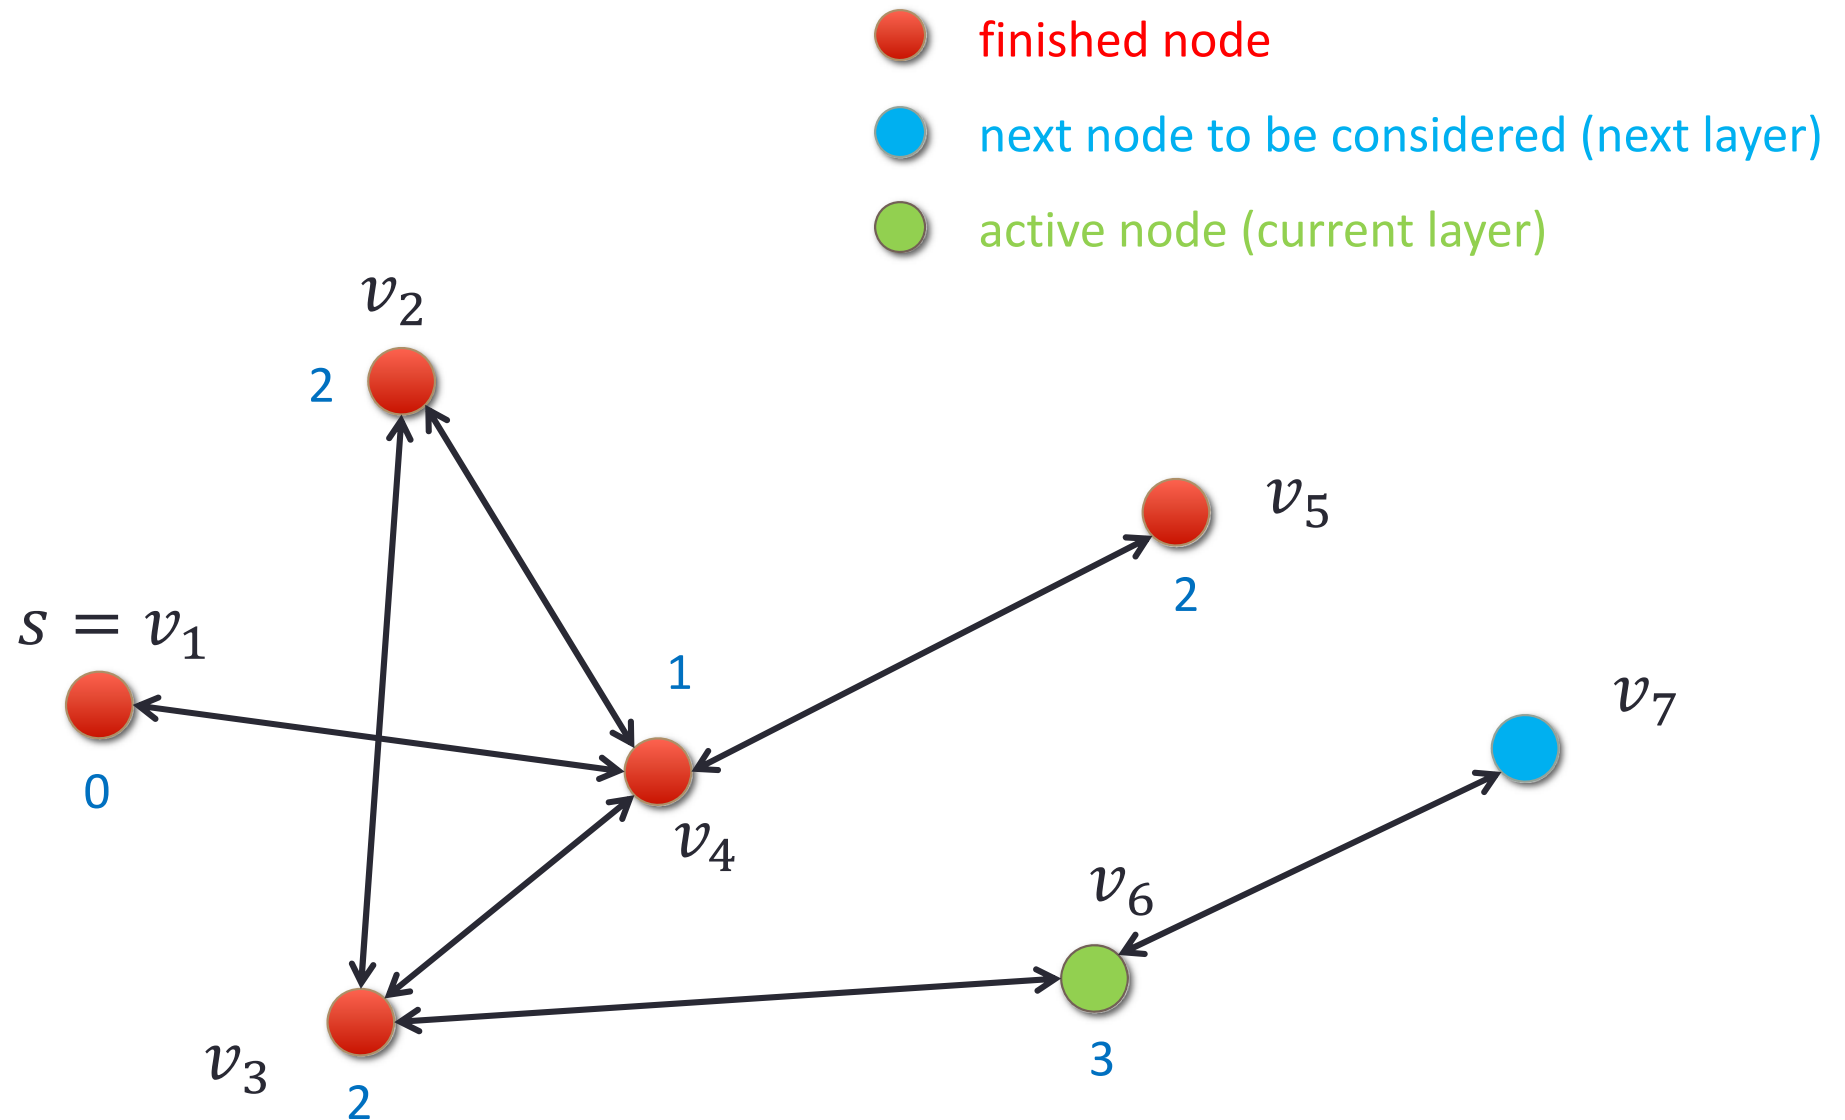 finished node
next node to be considered (next layer)
active node (current layer)
v₂
2
v₅
2
s = v₁
0
1
v₄
v₇
v₆
3
v₃
2